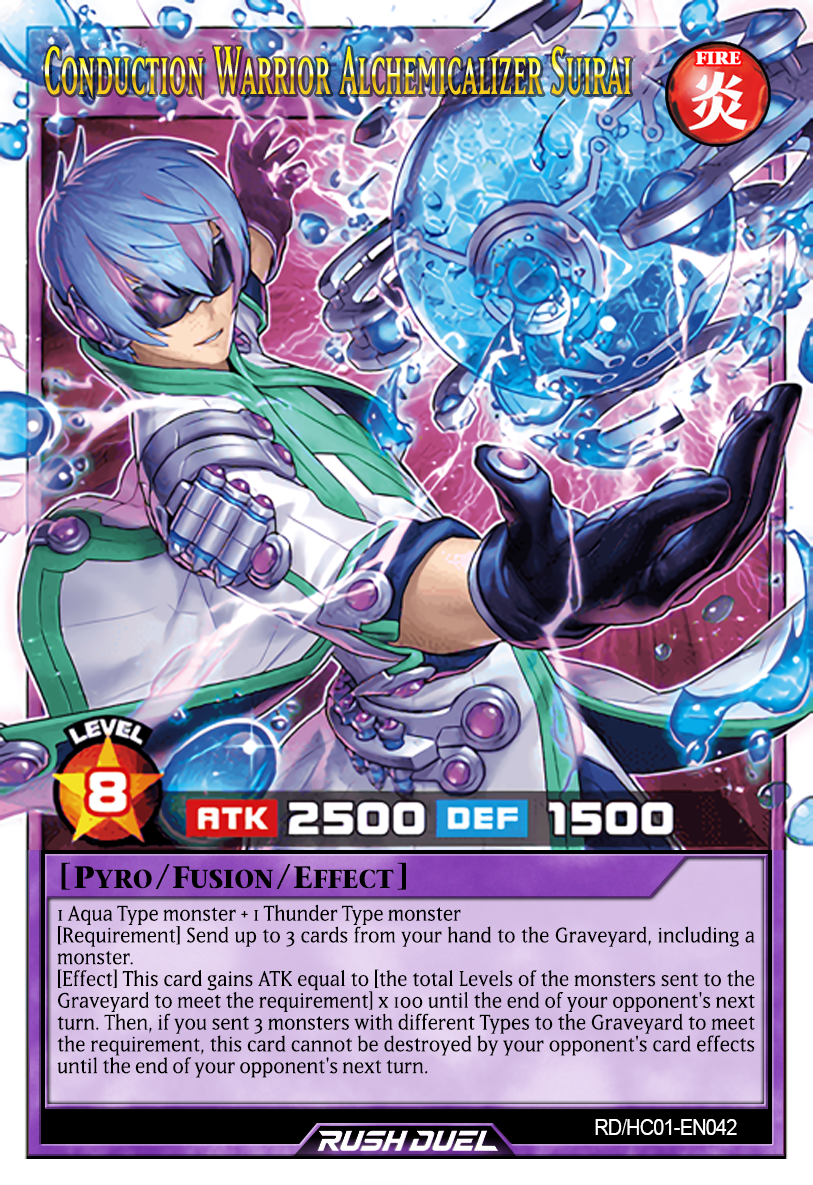 Conduction Warrior Alchemicalizer Suirai
FIRE
炎
LEVEL
8
ATK 2500 DEF 1500
[Pyro/Fusion/Effect]
1 Aqua Type monster + 1 Thunder Type monster
[Requirement] Send up to 3 cards from your hand to the Graveyard, including a
monster.
[Effect] This card gains ATK equal to [the total Levels of the monsters sent to the
Graveyard to meet the requirement] x 100 until the end of your opponent's next
turn. Then, if you sent 3 monsters with different Types to the Graveyard to meet
the requirement, this card cannot be destroyed by your opponent's card effects
until the end of your opponent's next turn.
RD/HC01-EN042
RUSH DUEL